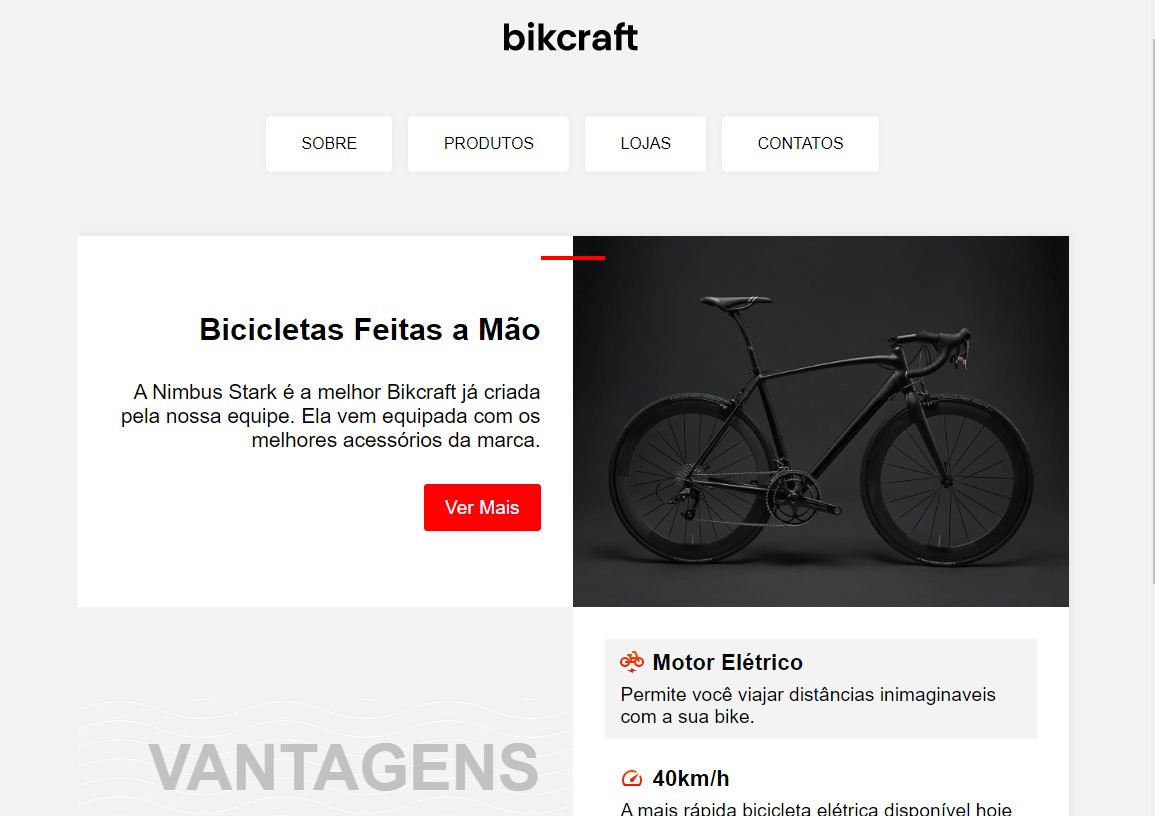 bikcraft
SOBRE
PRODUTOS
LOJAS
CONTATOS
Bicicletas Feitas a Mão
A Nimbus Stark é a melhor Bikcraft já criada
pela nossa equipe. Ela vem equipada com os
melhores acessórios da marca.
Ver Mais
VANTAGENS
Motor Elétrico
Permite você viajar distâncias inimaginaveis
com a sua bike.
40km/h
A mais rápida bicicleta elétrica disponível hoje